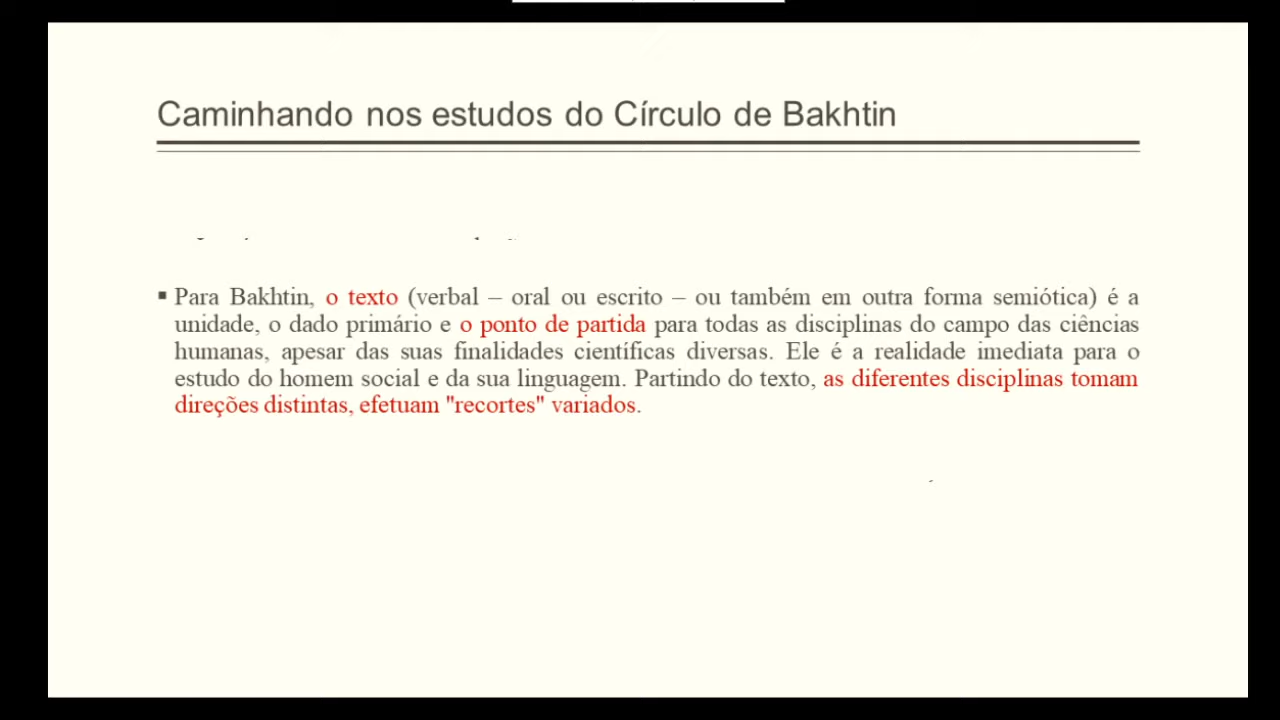 Caminhando nos estudos do Círculo de Bakhtin
▪ Para Bakhtin, o texto (verbal – oral ou escrito – ou também em outra forma semiótica) é a
unidade, o dado primário e o ponto de partida para todas as disciplinas do campo das ciências
humanas, apesar das suas finalidades científicas diversas. Ele é a realidade imediata para o
estudo do homem social e da sua linguagem. Partindo do texto, as diferentes disciplinas tomam
direções distintas, efetuam "recortes" variados.